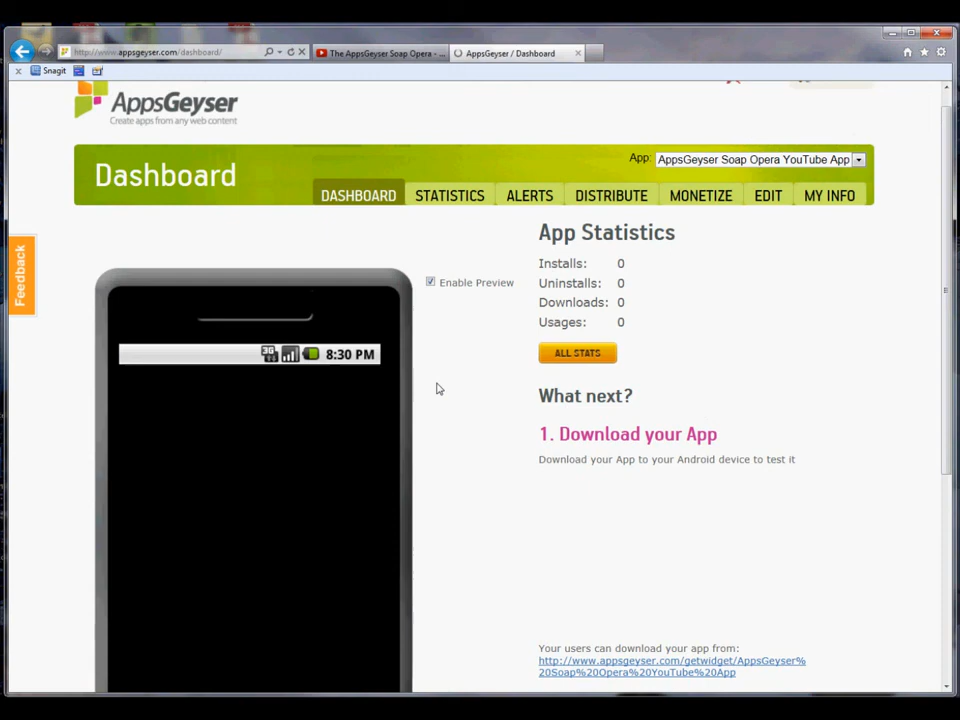 http://www.appsgeyser.com/dashboard/
The AppsGeyser Soap Opera - ...
AppsGeyser / Dashboard
x Snagit
AppsGeyser
Create apps from any web content
Dashboard
App: AppsGeyser Soap Opera YouTube App
DASHBOARD STATISTICS ALERTS DISTRIBUTE MONETIZE EDIT MY INFO
Feedback
App Statistics
Installs: 0
Uninstalls: 0
Downloads: 0
Usages: 0
ALL STATS
Enable Preview
3G 8:30 PM
What next?
1. Download your App
Download your App to your Android device to test it
Your users can download your app from:
http://www.appsgeyser.com/getwidget/AppsGeyser%
20Soap%20Opera%20YouTube%20App